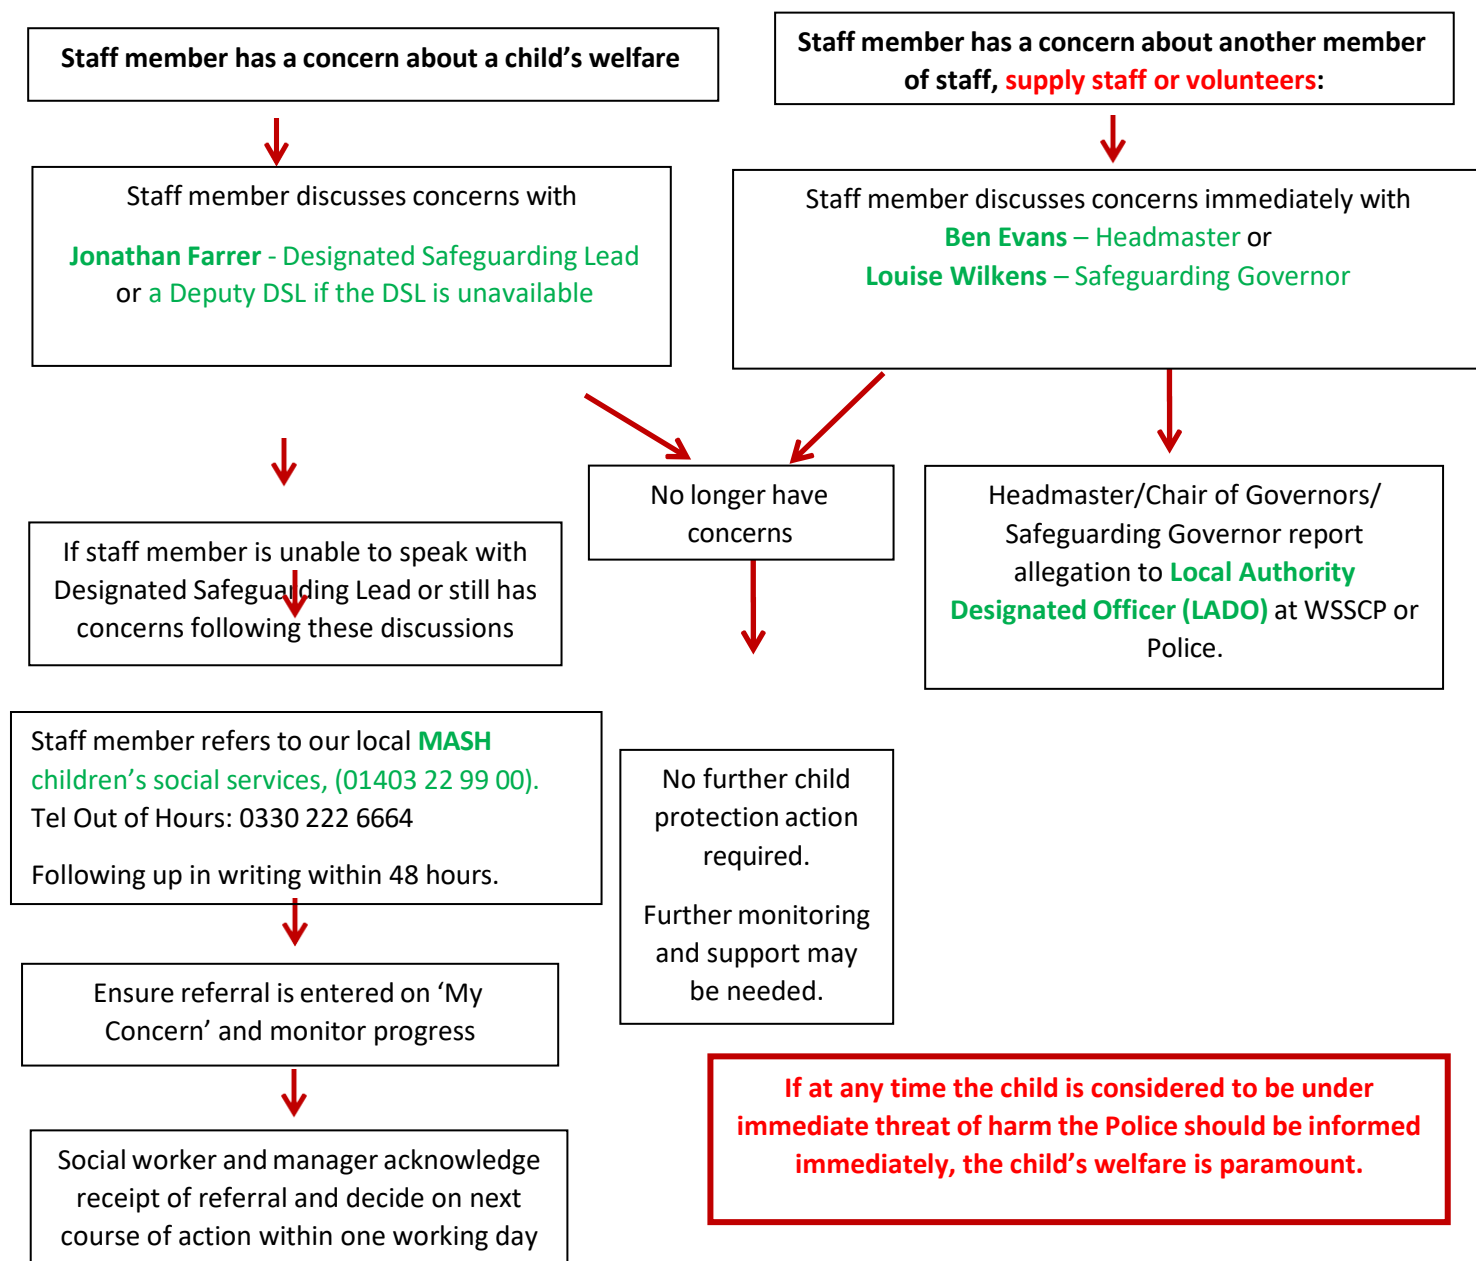 Staff member has a concern about a child’s welfare
Staff member has a concern about another member
of staff, supply staff or volunteers:
Staff member discusses concerns with
Jonathan Farrer - Designated Safeguarding Lead
or a Deputy DSL if the DSL is unavailable
Staff member discusses concerns immediately with
Ben Evans – Headmaster or
Louise Wilkens – Safeguarding Governor
If staff member is unable to speak with
Designated Safeguarding Lead or still has
concerns following these discussions
No longer have
concerns
Headmaster/Chair of Governors/
Safeguarding Governor report
allegation to Local Authority
Designated Officer (LADO) at WSSCP or
Police.
Staff member refers to our local MASH
children’s social services, (01403 22 99 00).
Tel Out of Hours: 0330 222 6664
Following up in writing within 48 hours.
No further child
protection action
required.
Further monitoring
and support may
be needed.
Ensure referral is entered on ‘My
Concern’ and monitor progress
If at any time the child is considered to be under
immediate threat of harm the Police should be informed
immediately, the child’s welfare is paramount.
Social worker and manager acknowledge
receipt of referral and decide on next
course of action within one working day